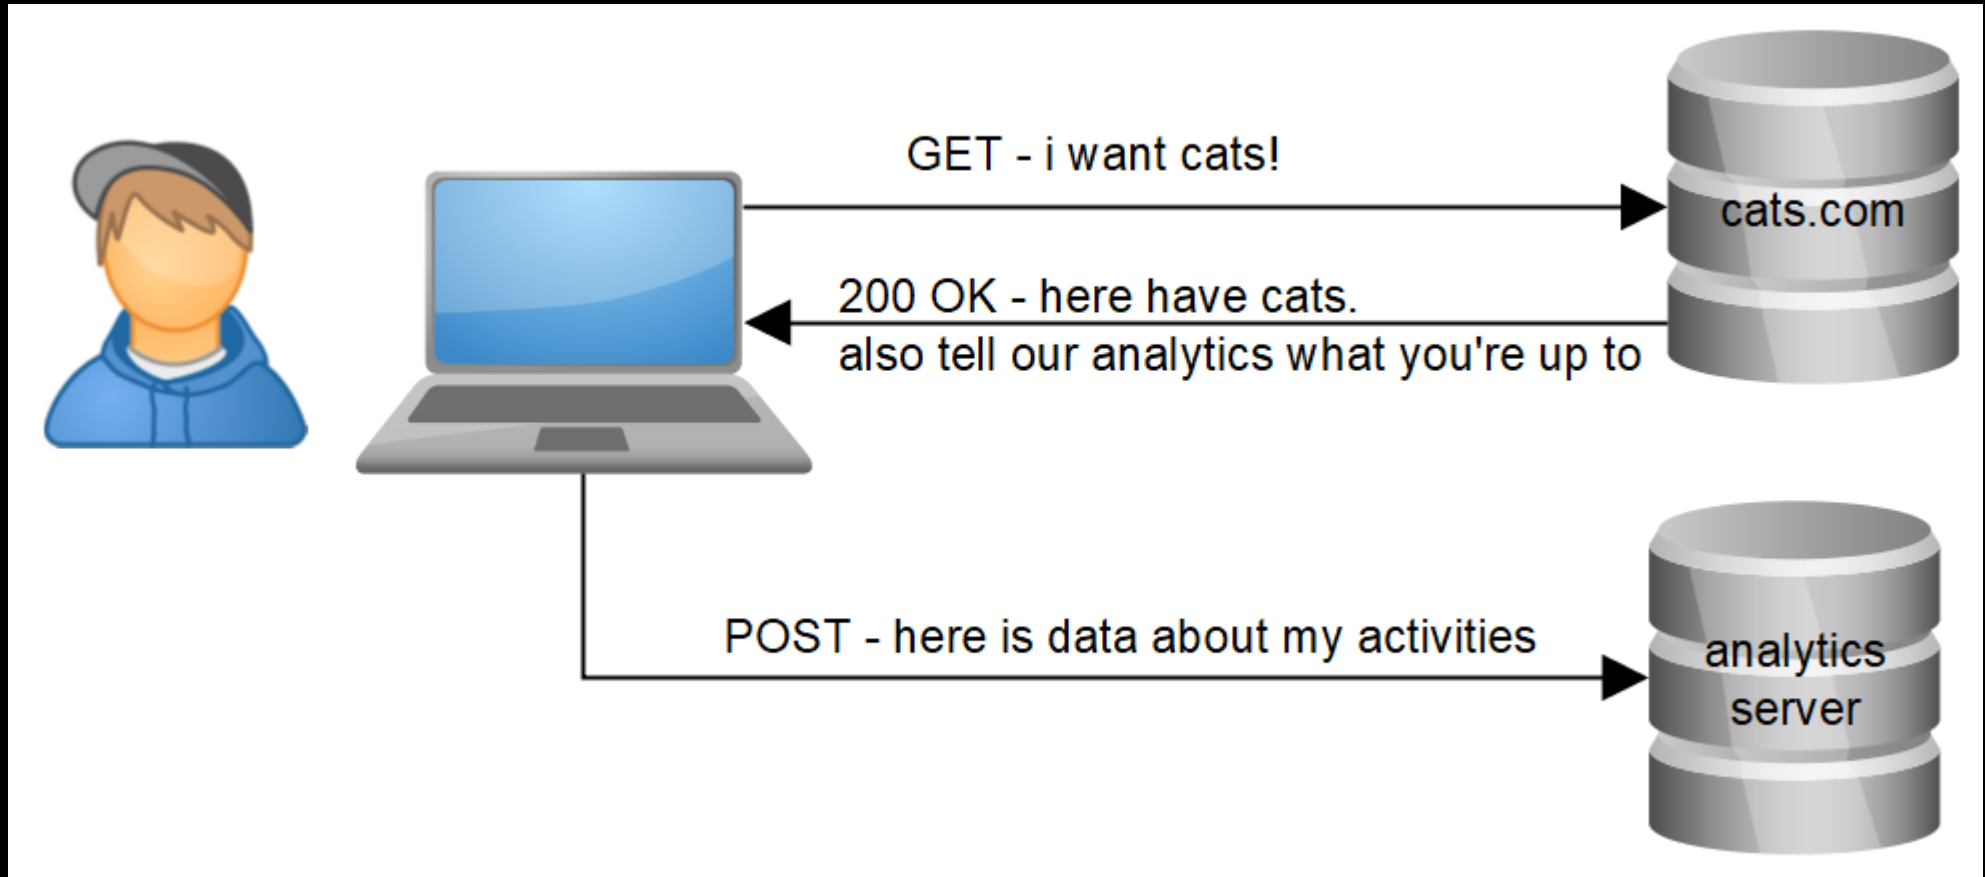 GET - i want cats!
cats.com
200 OK - here have cats.
also tell our analytics what you're up to
POST - here is data about my activities
analytics
server